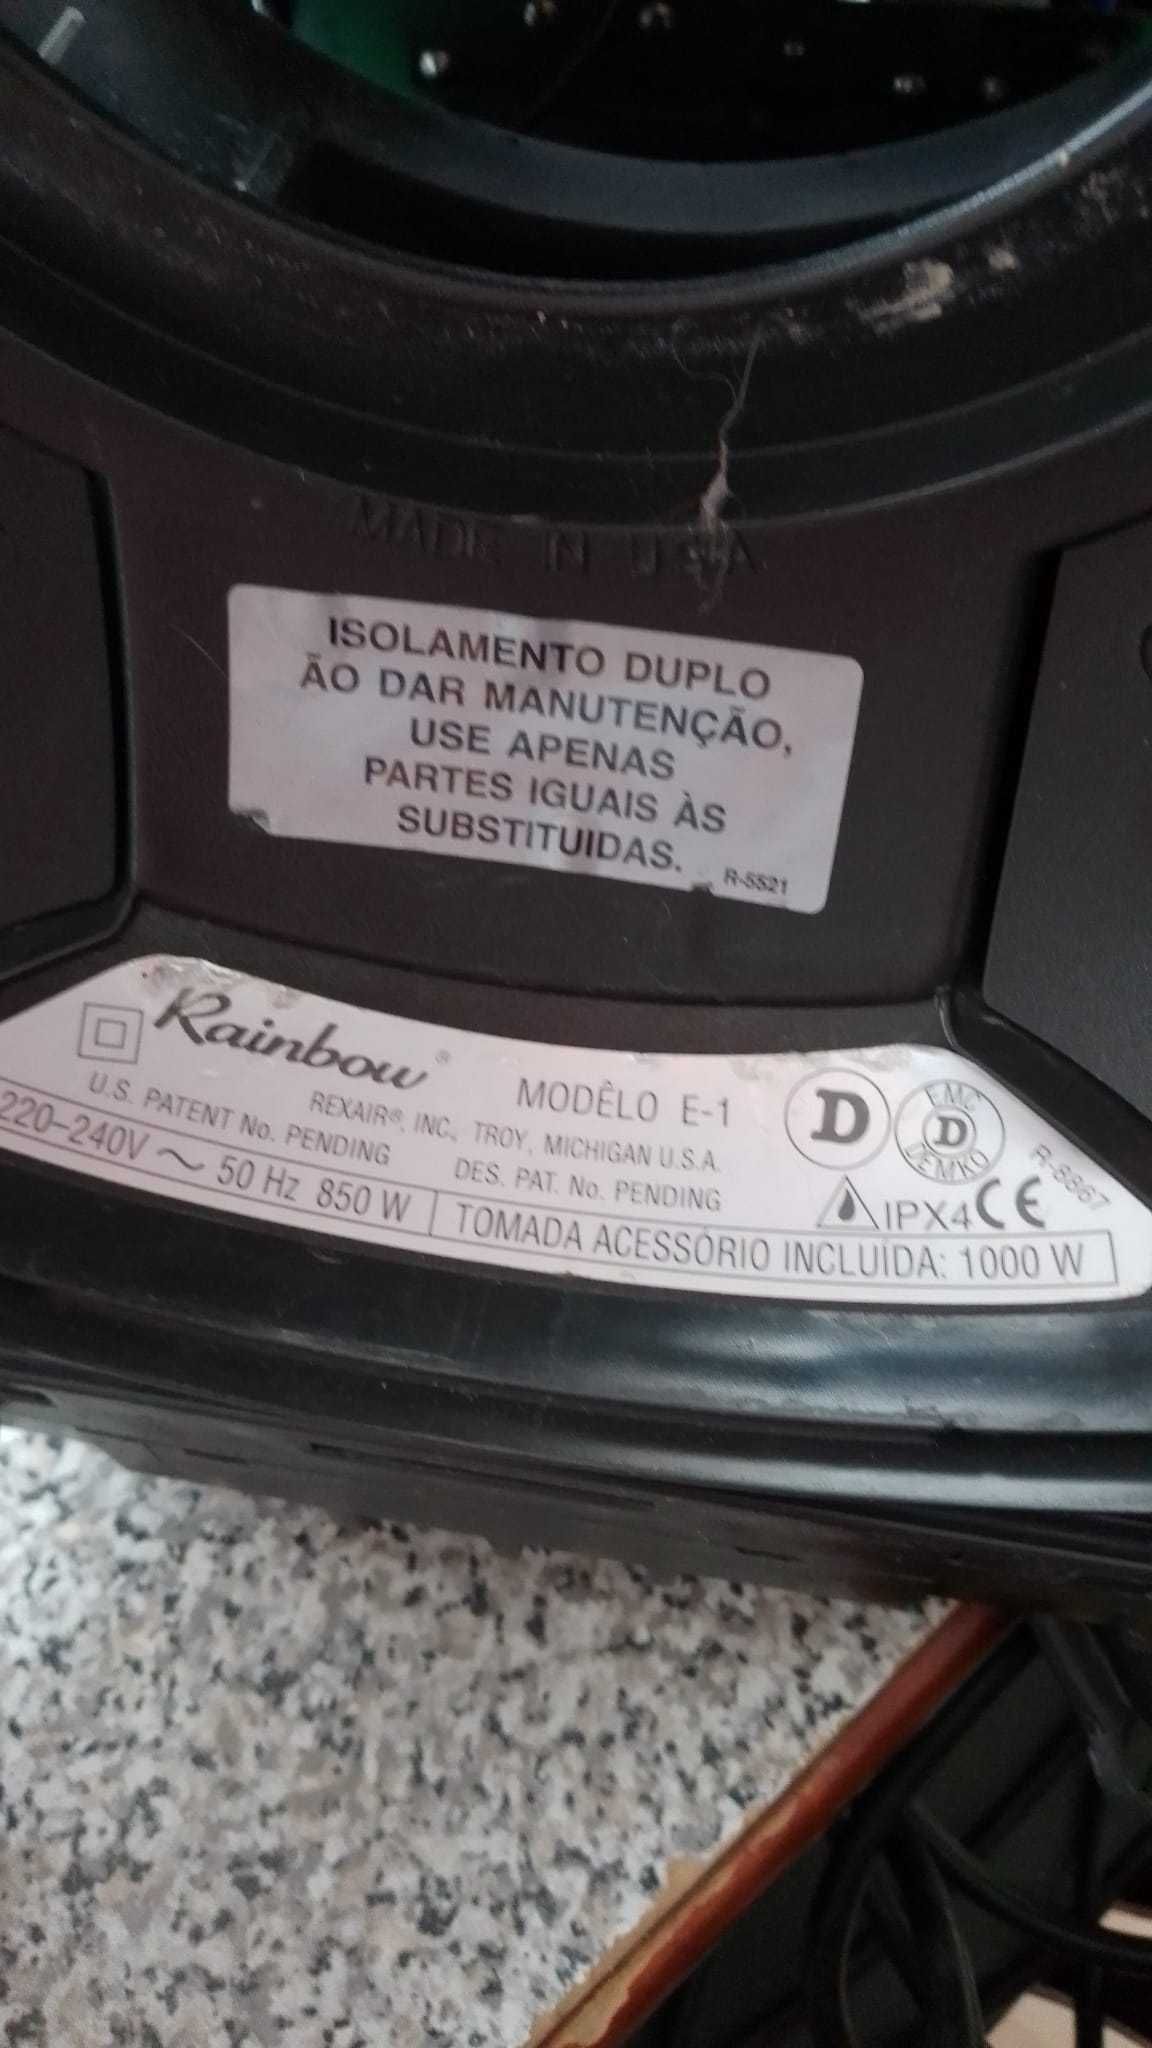 MADE IN U.S.A
ISOLAMENTO DUPLO
ÃO DAR MANUTENÇÃO,
USE APENAS
PARTES IGUAIS ÀS
SUBSTITUIDAS.
R-5521
Rainbow®
MODÊLO E-1
REXAIR®, INC., TROY, MICHIGAN U.S.A.
U.S. PATENT No. PENDING
DES. PAT. No. PENDING
D
EMC
D
DEMKO
R-8867
IPX4 CE
220-240V ~ 50 Hz 850 W
TOMADA ACESSÓRIO INCLUÍDA: 1000 W